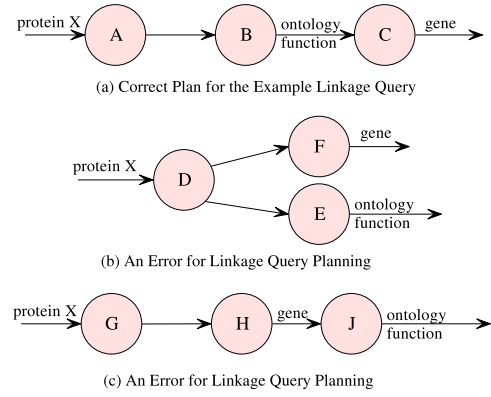 protein X
A
B
ontology
function
C
gene
(a) Correct Plan for the Example Linkage Query
protein X
D
F
gene
E
ontology
function
(b) An Error for Linkage Query Planning
protein X
G
H
gene
J
ontology
function
(c) An Error for Linkage Query Planning